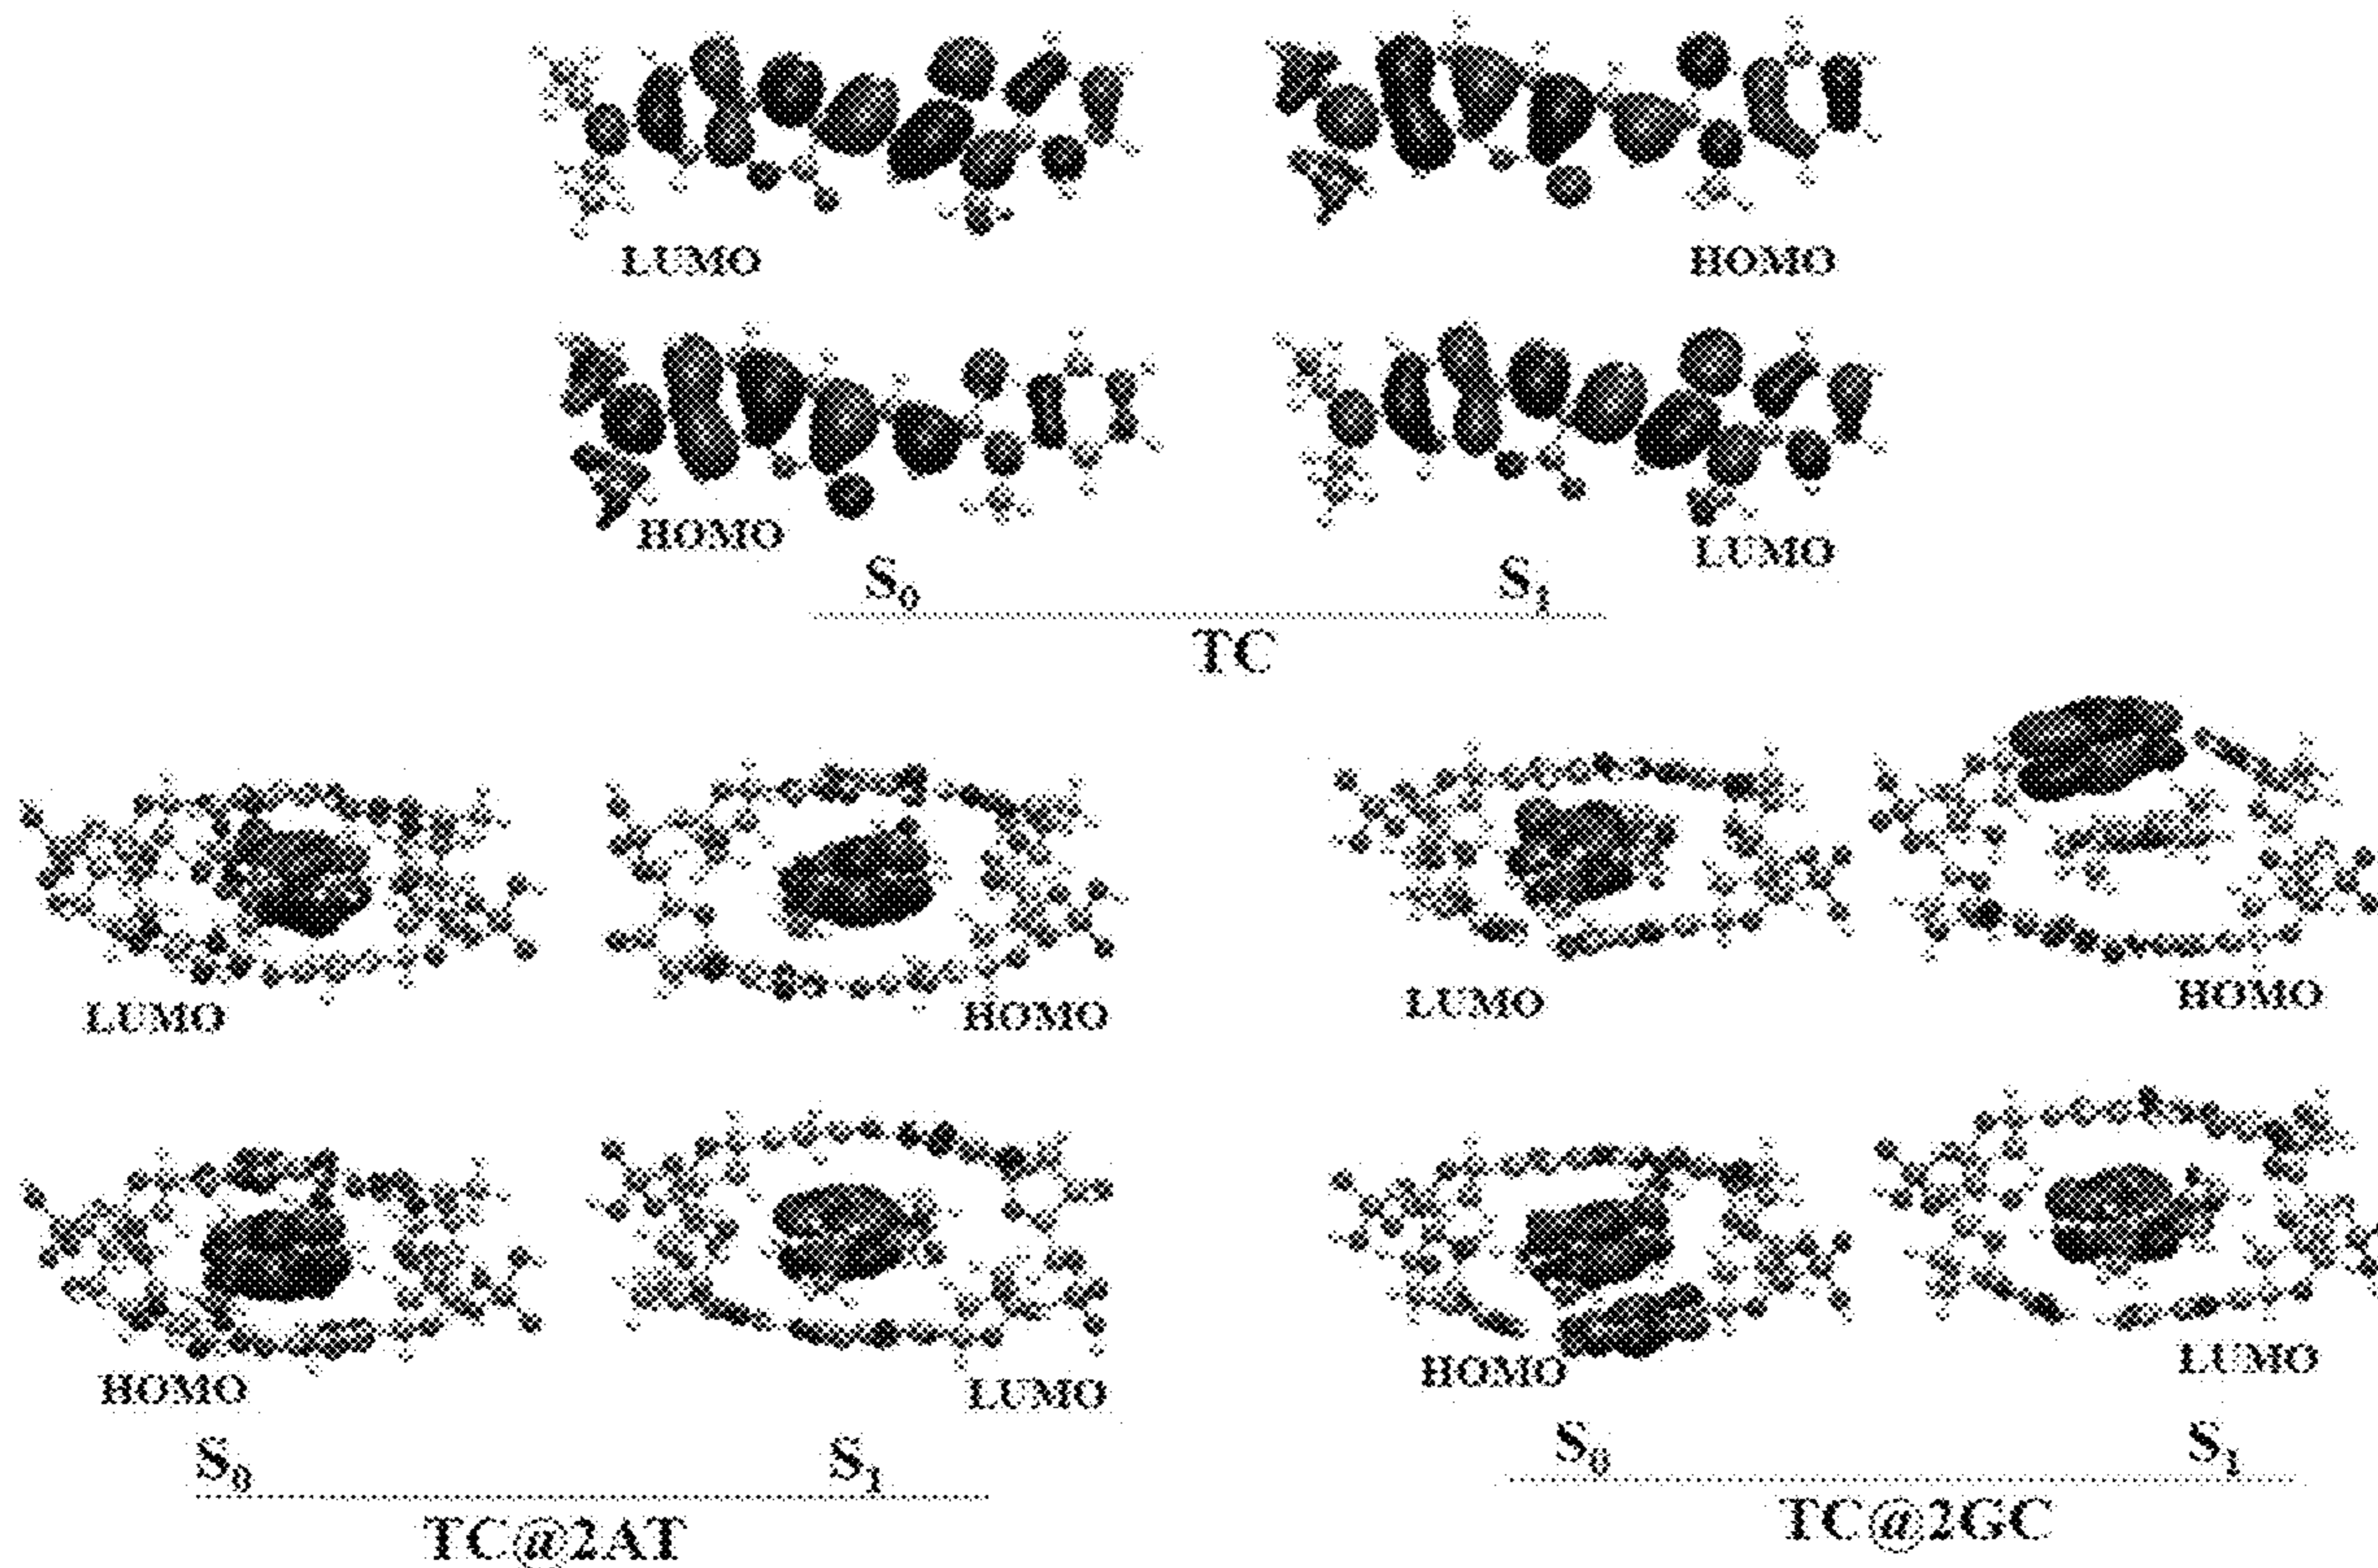 LUMO HOMO
HOMO LUMO
S0 S1
TC
LUMO HOMO LUMO HOMO
HOMO LUMO HOMO LUMO
S0 S1 S0 S1
TC@2AT TC@2GC